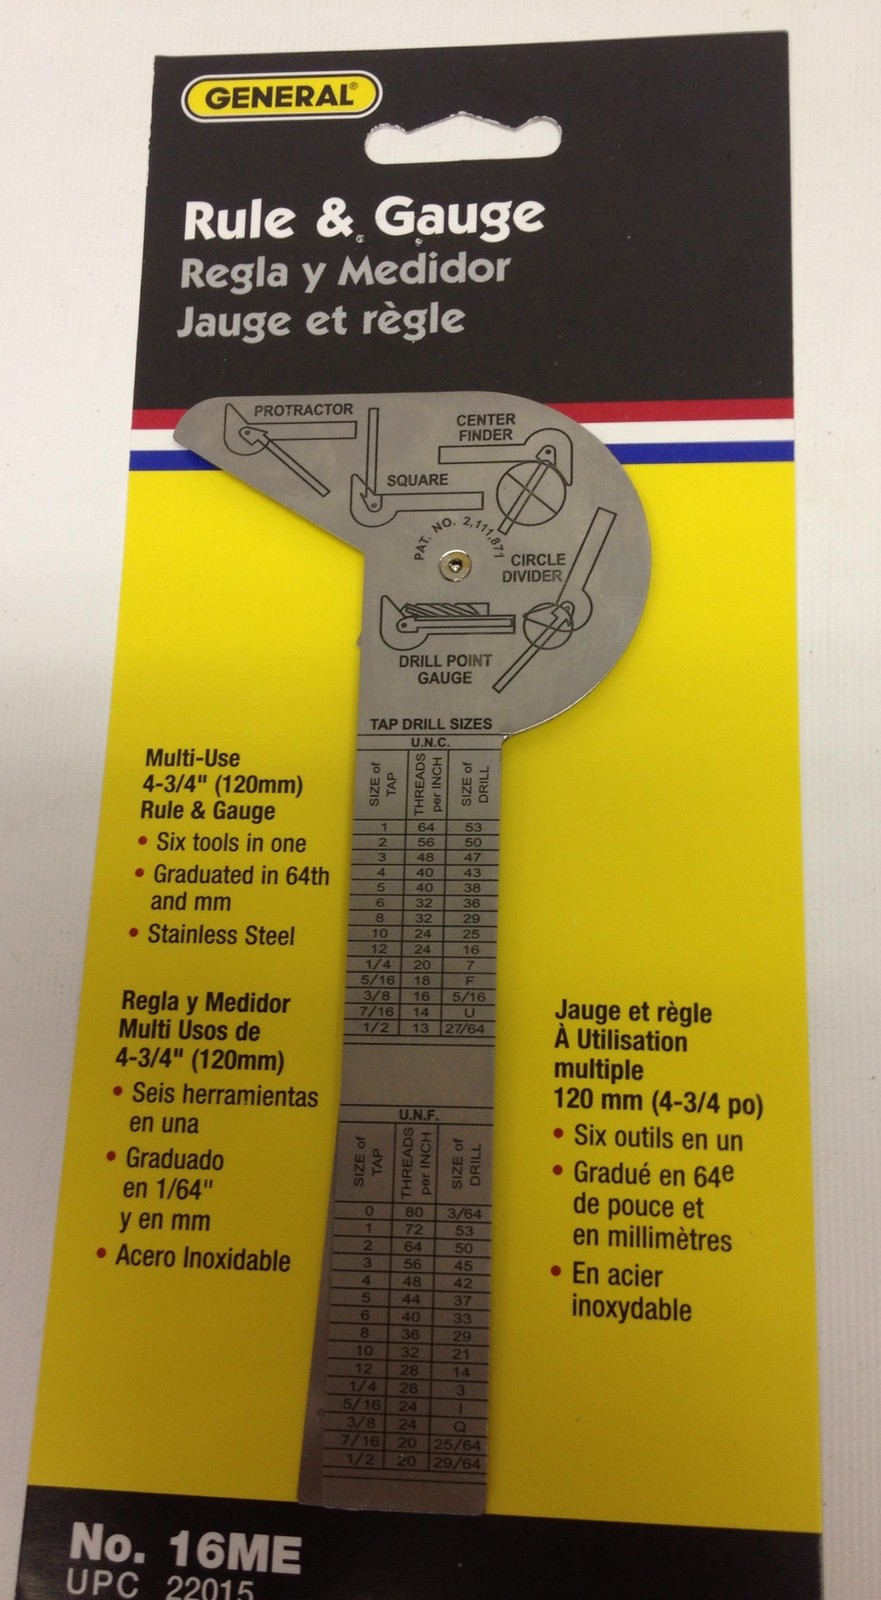 GENERAL®
Rule & Gauge
Regla y Medidor
Jauge et règle
PROTRACTOR
CENTER
FINDER
SQUARE
PAT. NO. 2,111,871
CIRCLE
DIVIDER
DRILL POINT
GAUGE
TAP DRILL SIZES
U.N.C.
SIZE of TAP THREADS per INCH SIZE of DRILL
1 64 53
2 56 50
3 48 47
4 40 43
5 40 38
6 32 36
8 32 29
10 24 25
12 24 16
1/4 20 7
5/16 18 F
3/8 16 5/16
7/16 14 U
1/2 13 27/64
U.N.F.
SIZE of TAP THREADS per INCH SIZE of DRILL
0 80 3/64
1 72 53
2 64 50
3 56 45
4 48 42
5 44 37
6 40 33
8 36 29
10 32 21
12 28 14
1/4 28 3
5/16 24 I
3/8 24 Q
7/16 20 25/64
1/2 20 29/64
Multi-Use
4-3/4" (120mm)
Rule & Gauge
• Six tools in one
• Graduated in 64th
and mm
• Stainless Steel
Regla y Medidor
Multi Usos de
4-3/4" (120mm)
• Seis herramientas
en una
• Graduado
en 1/64"
y en mm
• Acero Inoxidable
Jauge et règle
À Utilisation
multiple
120 mm (4-3/4 po)
• Six outils en un
• Gradué en 64e
de pouce et
en millimètres
• En acier
inoxydable
No. 16ME
UPC 22015